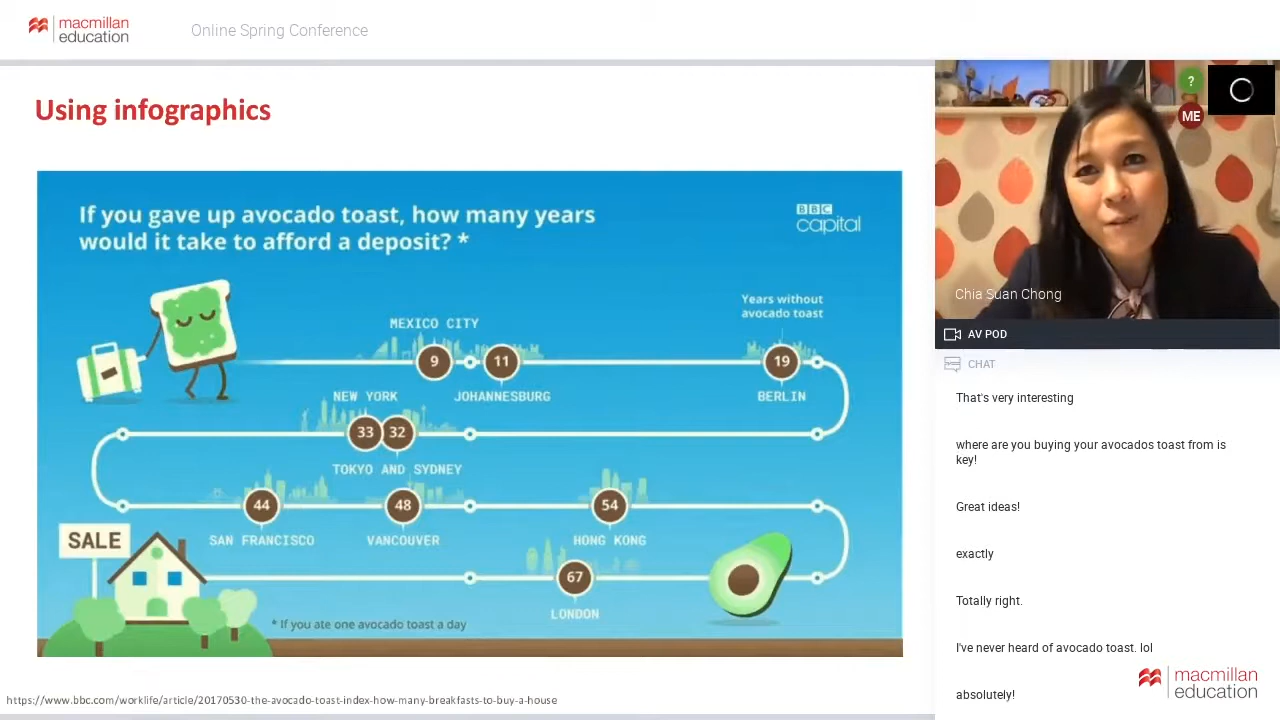 macmillan
education
Online Spring Conference
Using infographics
If you gave up avocado toast, how many years
would it take to afford a deposit? *
BBC
capital
Years without
avocado toast
MEXICO CITY
9
11
19
NEW YORK
JOHANNESBURG
BERLIN
33
32
TOKYO AND SYDNEY
44
48
54
SAN FRANCISCO
VANCOUVER
HONG KONG
SALE
67
LONDON
* If you ate one avocado toast a day
https://www.bbc.com/worklife/article/20170530-the-avocado-toast-index-how-many-breakfasts-to-buy-a-house
?
ME
Chia Suan Chong
AV POD
CHAT
That's very interesting
where are you buying your avocados toast from is
key!
Great ideas!
exactly
Totally right.
I've never heard of avocado toast. lol
absolutely!
macmillan
education